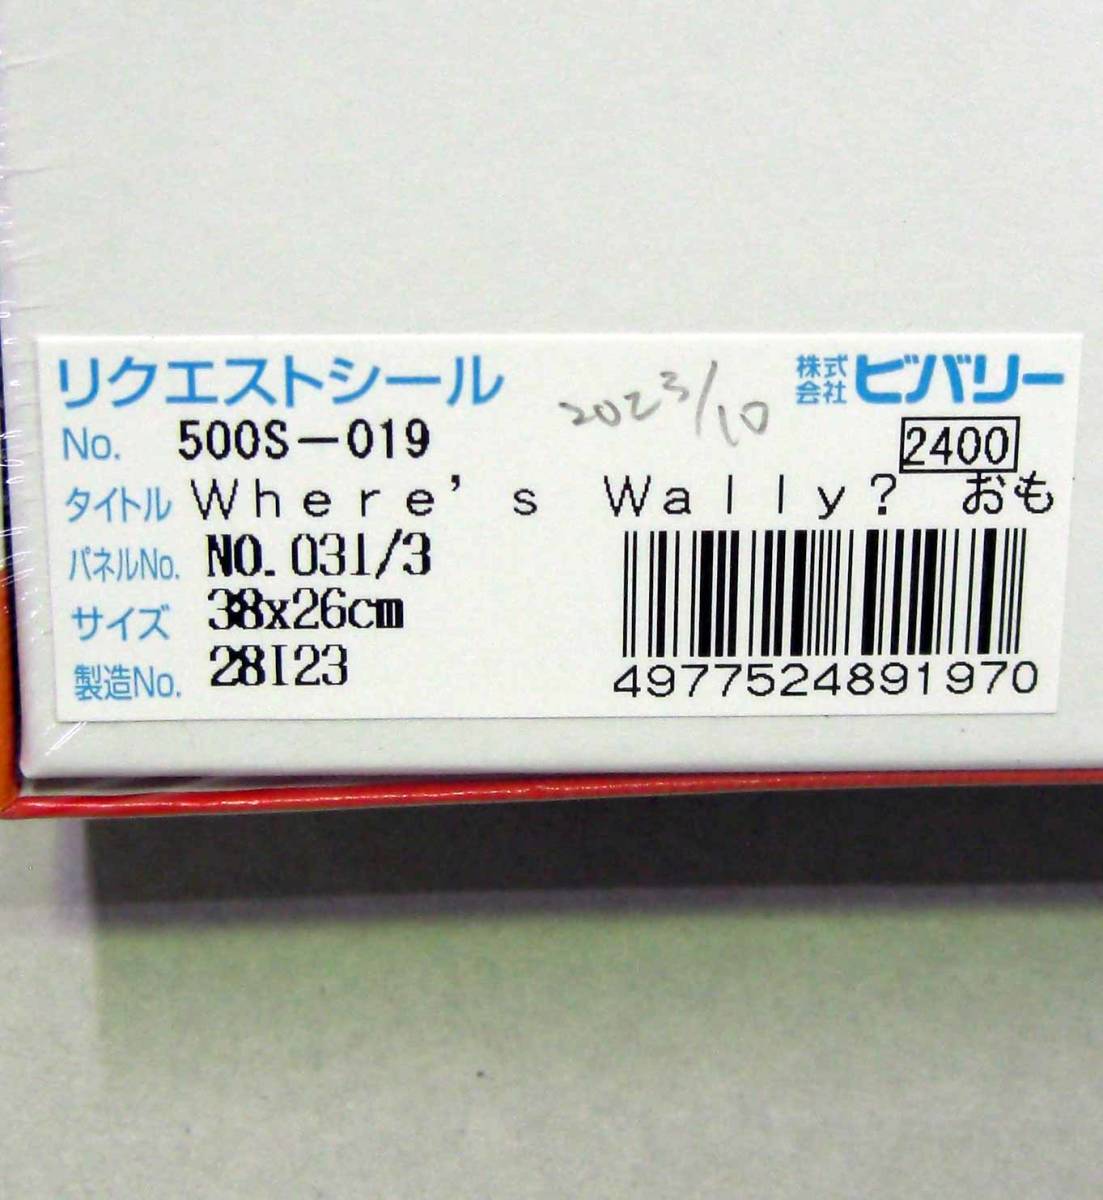 リクエストシール 2023/10 株式会社ビバリー
No. 500S-019 2400
タイトル Where's Wally? おも
パネルNo. NO.031/3
サイズ 38x26cm
製造No. 28I23
4977524891970